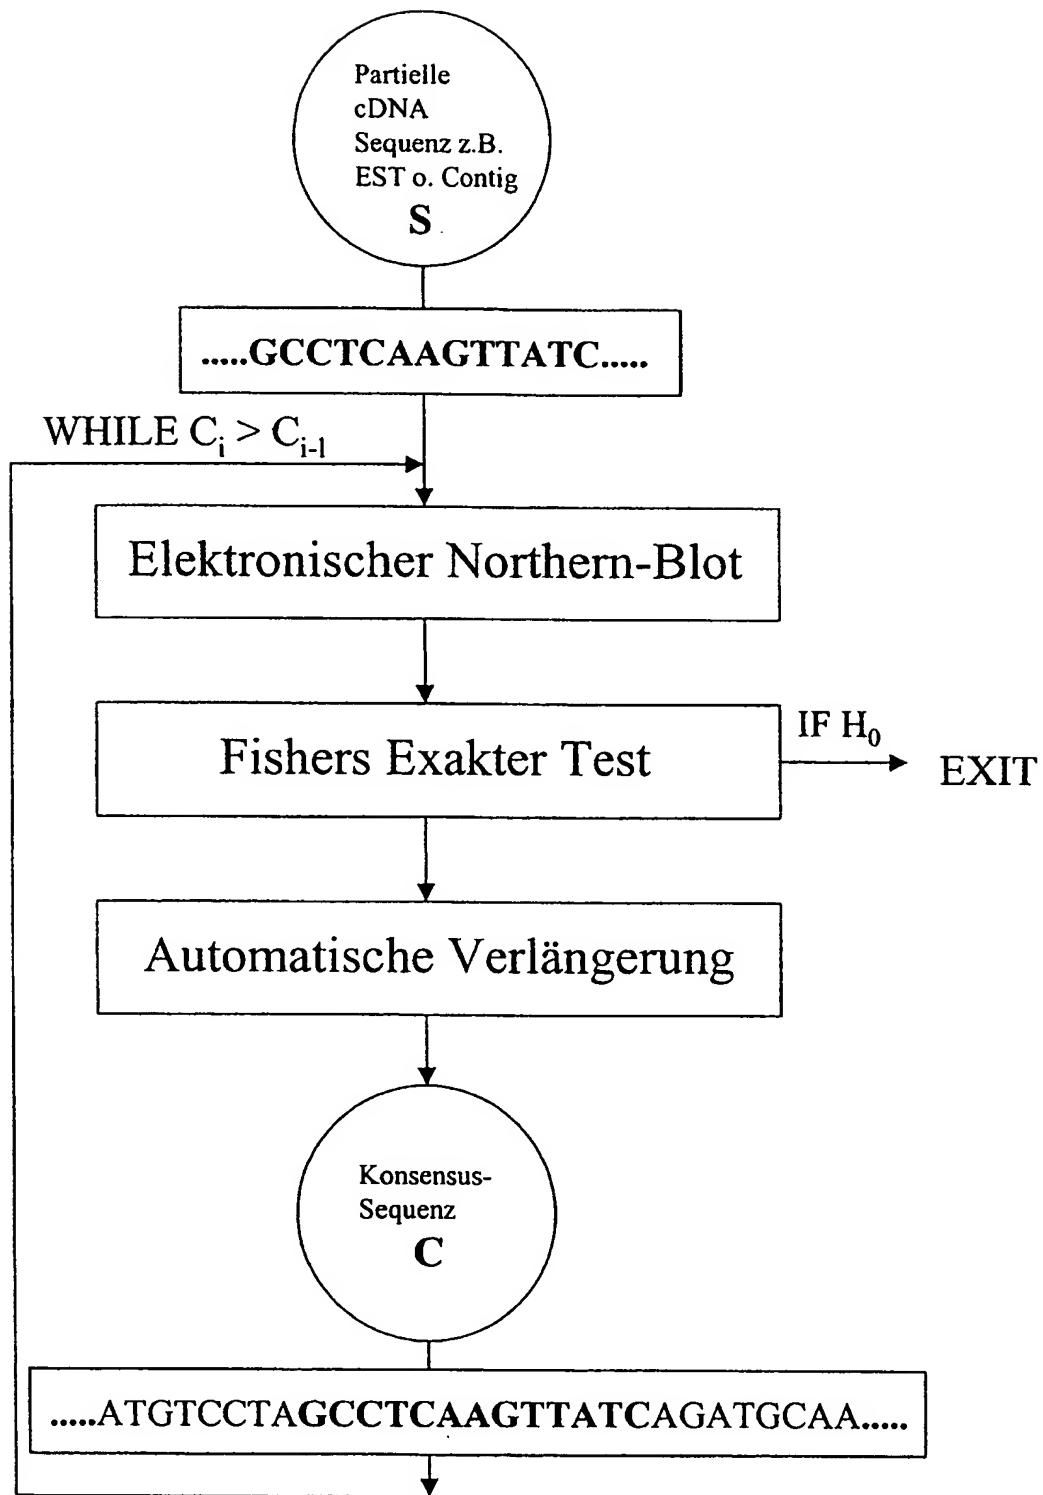 Partielle
cDNA
Sequenz z.B.
EST o. Contig
S
.....GCCTCAAGTTATC.....
WHILE Ci > Ci-1
Elektronischer Northern-Blot
Fishers Exakter Test
IF H0
EXIT
Automatische Verlängerung
Konsensus-
Sequenz
C
.....ATGTCCTAGCCTCAAGTTATCAGATGCAA.....